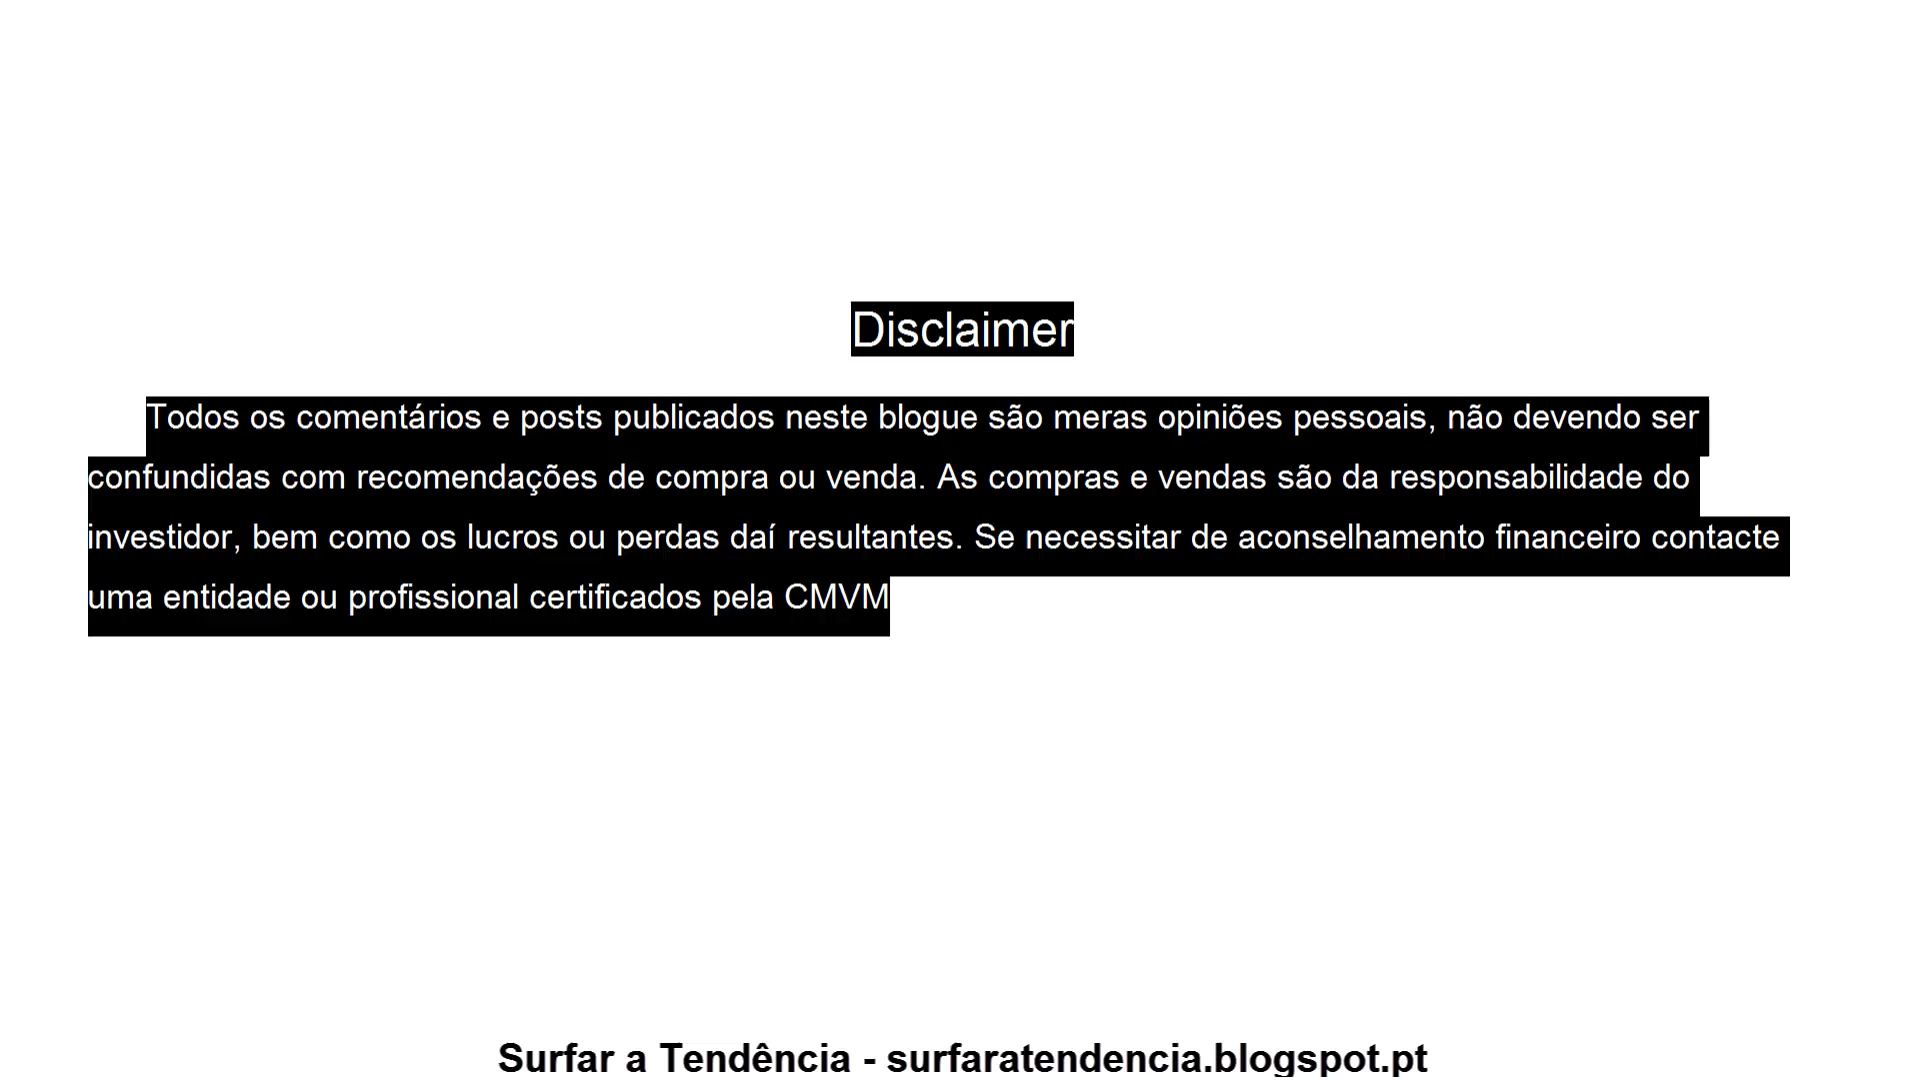 Disclaimer
Todos os comentários e posts publicados neste blogue são meras opiniões pessoais, não devendo ser
confundidas com recomendações de compra ou venda. As compras e vendas são da responsabilidade do
investidor, bem como os lucros ou perdas daí resultantes. Se necessitar de aconselhamento financeiro contacte
uma entidade ou profissional certificados pela CMVM
Surfar a Tendência - surfaratendencia.blogspot.pt